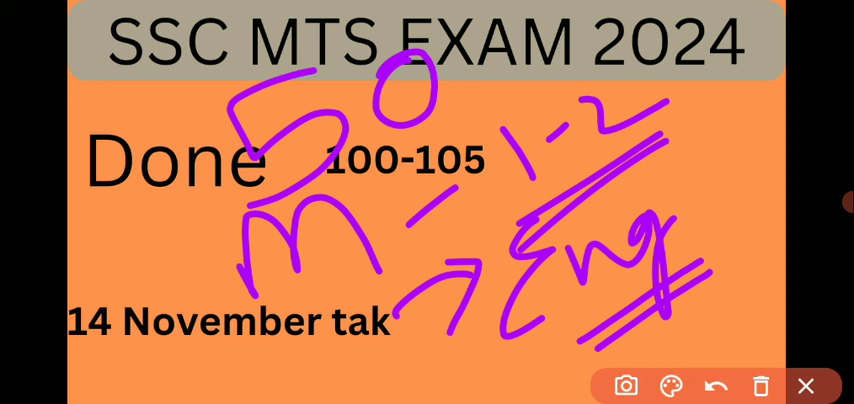 SSC MTS EXAM 2024
50
Done 100-105 1-2
m - Eng
14 November tak